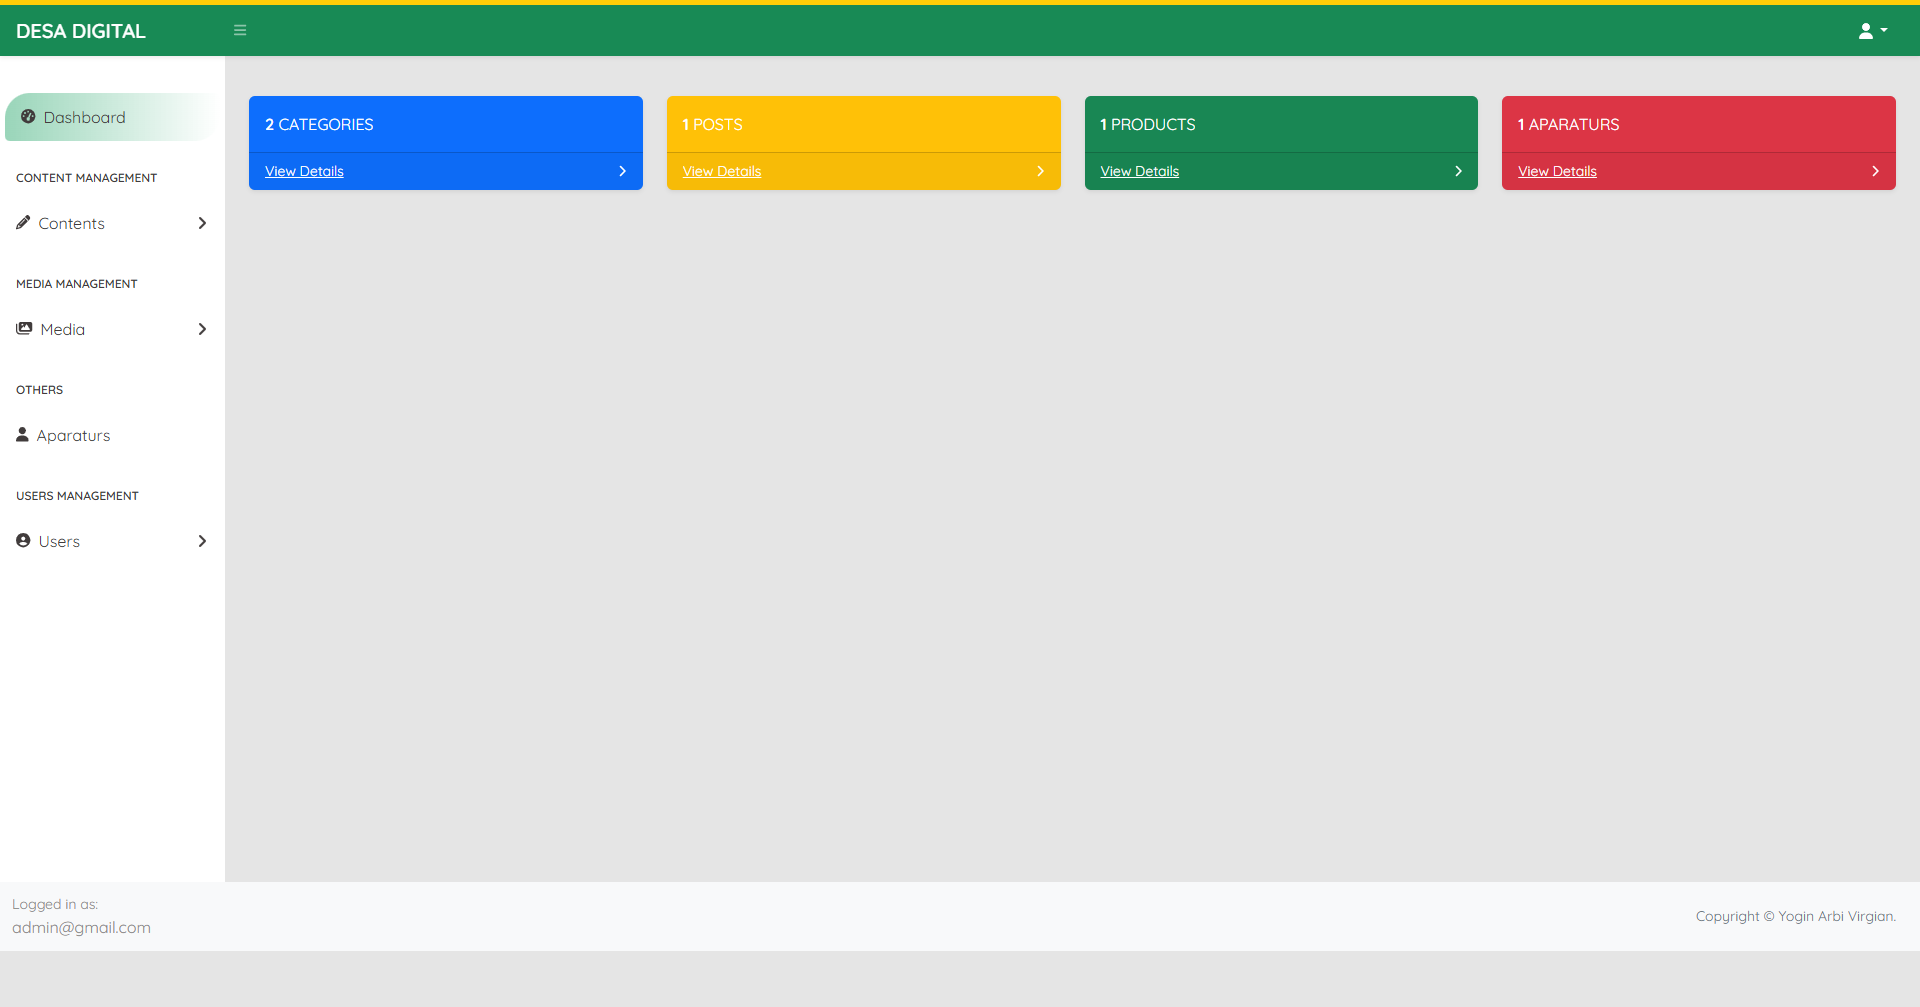 DESA DIGITAL
Dashboard
CONTENT MANAGEMENT
Contents
MEDIA MANAGEMENT
Media
OTHERS
Aparaturs
USERS MANAGEMENT
Users
2 CATEGORIES
View Details
1 POSTS
View Details
1 PRODUCTS
View Details
1 APARATURS
View Details
Logged in as:
admin@gmail.com
Copyright © Yogin Arbi Virgian.